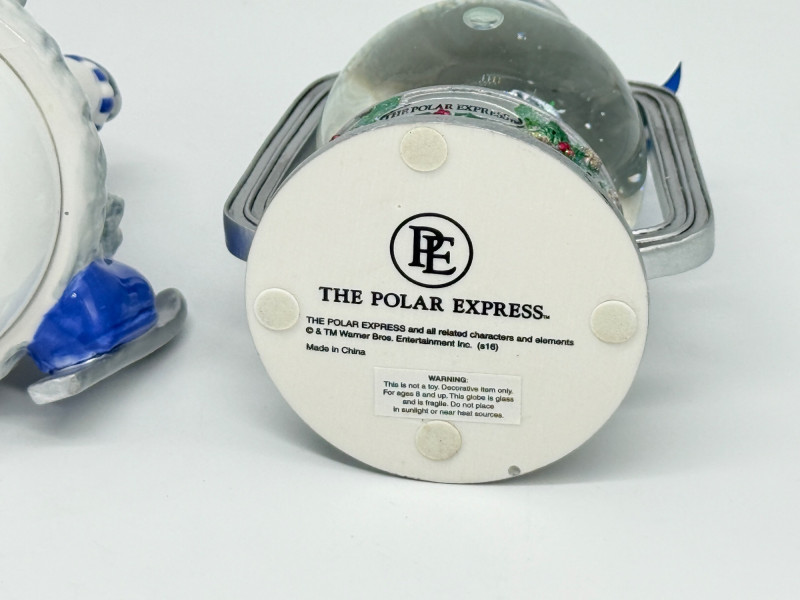 THE POLAR EXPRESS
PE
THE POLAR EXPRESS™
THE POLAR EXPRESS and all related characters and elements
© & TM Warner Bros. Entertainment Inc. (s16)
Made in China
WARNING:
This is not a toy. Decorative item only.
For ages 8 and up. This globe is glass
and is fragile. Do not place
in sunlight or near heat sources.